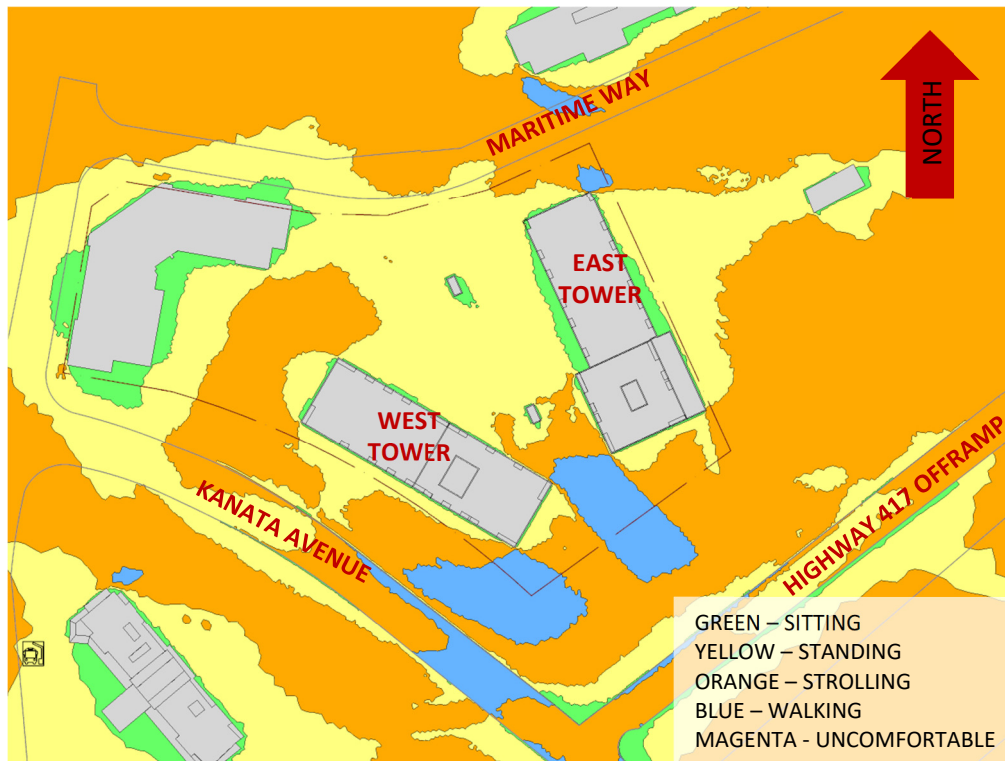 MARITIME WAY
NORTH
EAST
TOWER
WEST
TOWER
KANATA AVENUE
HIGHWAY 417 OFFRAMP
GREEN – SITTING
YELLOW – STANDING
ORANGE – STROLLING
BLUE – WALKING
MAGENTA - UNCOMFORTABLE